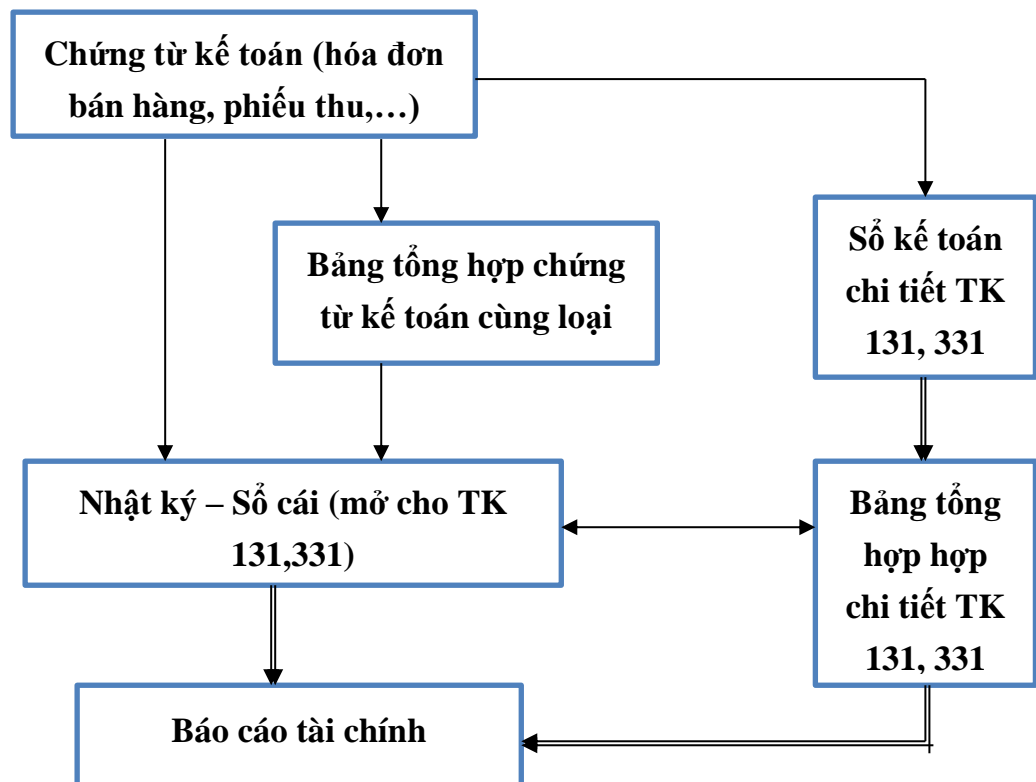 Chứng từ kế toán (hóa đơn
bán hàng, phiếu thu,…)
Bảng tổng hợp chứng
từ kế toán cùng loại
Sổ kế toán
chi tiết TK
131, 331
Nhật ký – Sổ cái (mở cho TK
131,331)
Bảng tổng
hợp hợp
chi tiết TK
131, 331
Báo cáo tài chính